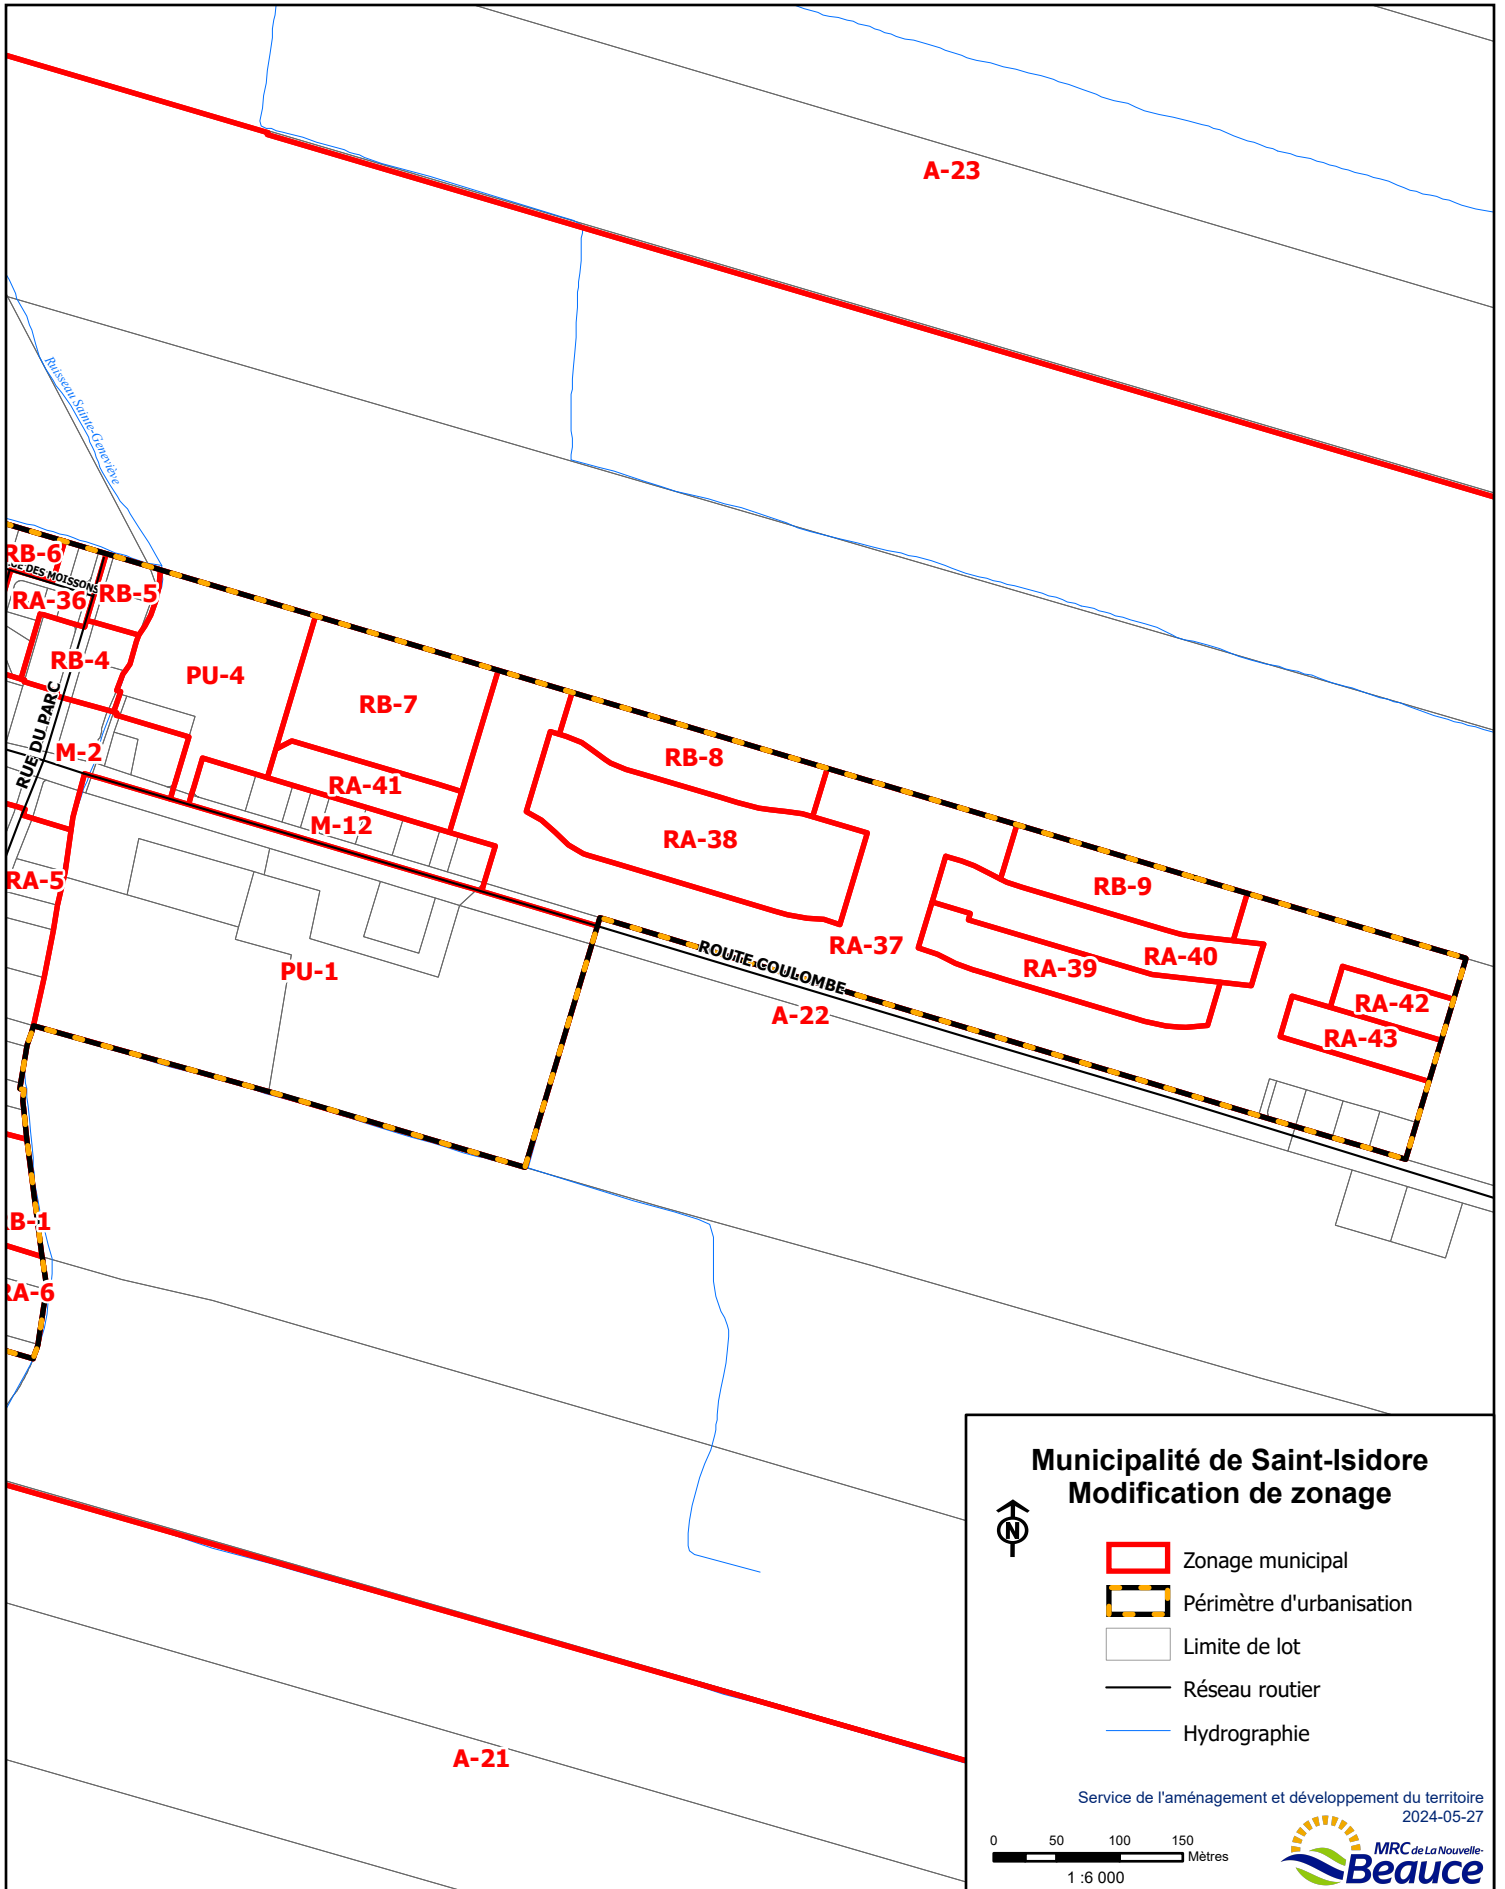 A-23
Ruisseau Sainte-Geneviève
RB-6
DES MOISSONS
RA-36
RB-5
RB-4
PU-4
RB-7
RUE DU PARC
M-2
RA-41
M-12
RB-8
RA-38
RA-5
RB-9
RA-37
RA-40
RA-39
PU-1
ROUTE COULOMBE
A-22
RA-42
RA-43
RB-1
RA-6
A-21
Municipalité de Saint-Isidore
Modification de zonage
N
Zonage municipal
Périmètre d'urbanisation
Limite de lot
Réseau routier
Hydrographie
Service de l'aménagement et développement du territoire
2024-05-27
0 50 100 150
Mètres
1 :6 000
MRC de La Nouvelle-
Beauce